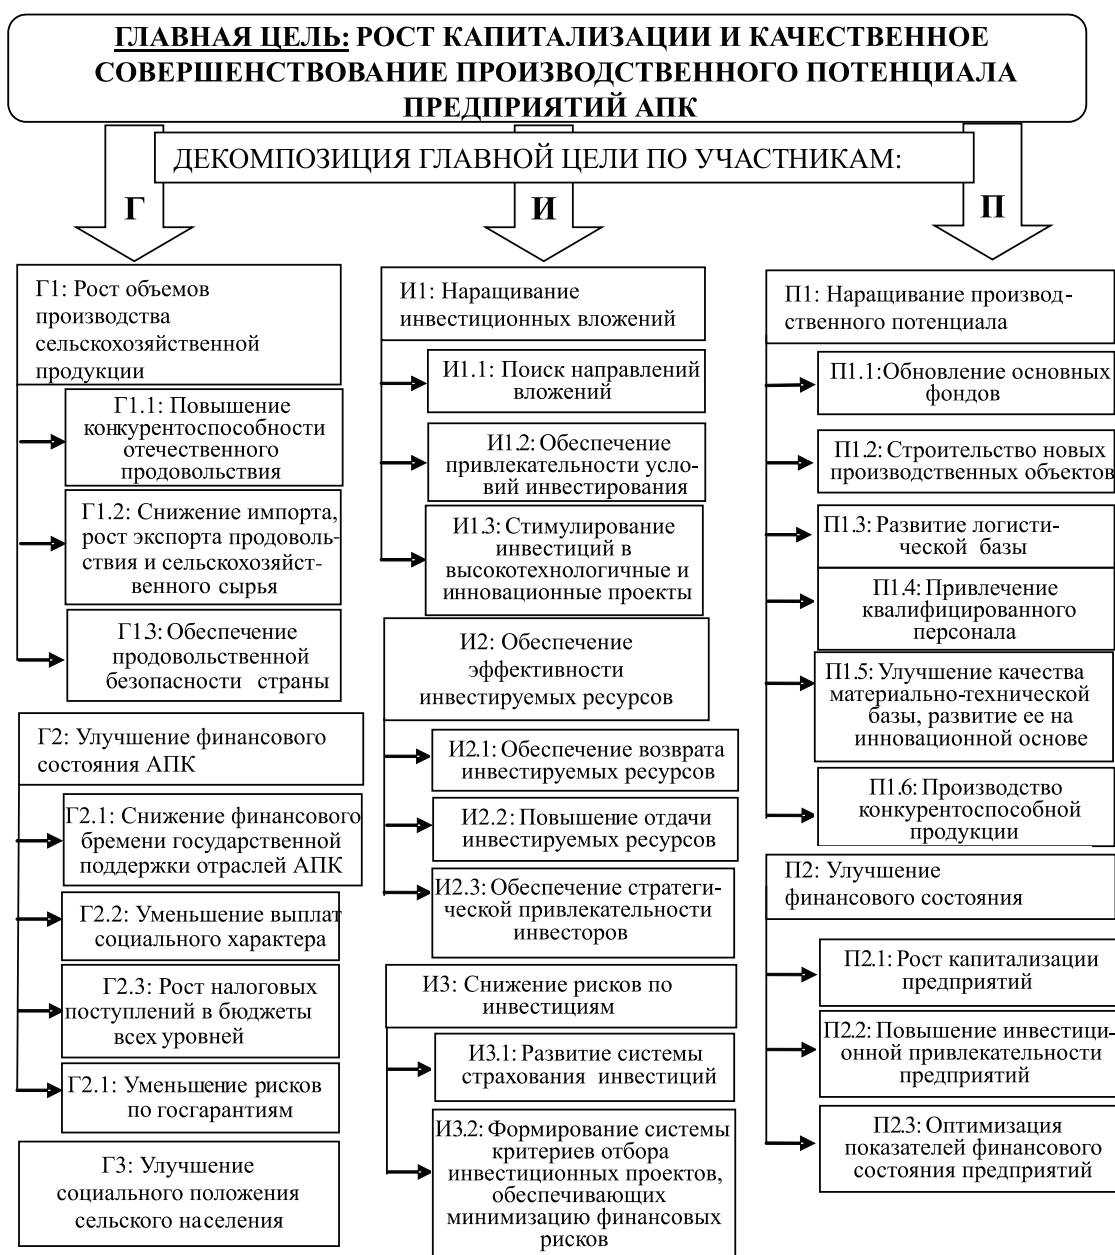 ГЛАВНАЯ ЦЕЛЬ: РОСТ КАПИТАЛИЗАЦИИ И КАЧЕСТВЕННОЕ
СОВЕРШЕНСТВОВАНИЕ ПРОИЗВОДСТВЕННОГО ПОТЕНЦИАЛА
ПРЕДПРИЯТИЙ АПК
ДЕКОМПОЗИЦИЯ ГЛАВНОЙ ЦЕЛИ ПО УЧАСТНИКАМ:
Г
Г1: Рост объемов
производства
сельскохозяйственной
продукции
Г1.1: Повышение
конкурентоспособности
отечественного
продовольствия
Г1.2: Снижение импорта,
рост экспорта продоволь-
ствия и сельскохозяйст-
венного сырья
Г1.3: Обеспечение
продовольственной
безопасности страны
Г2: Улучшение финансового
состояния АПК
Г2.1: Снижение финансового
бремени государственной
поддержки отраслей АПК
Г2.2: Уменьшение выплат
социального характера
Г2.3: Рост налоговых
поступлений в бюджеты
всех уровней
Г2.1: Уменьшение рисков
по госгарантиям
Г3: Улучшение
социального положения
сельского населения
И
И1: Наращивание
инвестиционных вложений
И1.1: Поиск направлений
вложений
И1.2: Обеспечение
привлекательности усло-
вий инвестирования
И1.3: Стимулирование
инвестиций в
высокотехнологичные и
инновационные проекты
И2: Обеспечение
эффективности
инвестируемых ресурсов
И2.1: Обеспечение возврата
инвестируемых ресурсов
И2.2: Повышение отдачи
инвестируемых ресурсов
И2.3: Обеспечение стратеги-
ческой привлекательности
инвесторов
И3: Снижение рисков по
инвестициям
И3.1: Развитие системы
страхования инвестиций
И3.2: Формирование системы
критериев отбора
инвестиционных проектов,
обеспечивающих
минимизацию финансовых
рисков
П
П1: Наращивание производ-
ственного потенциала
П1.1:Обновление основных
фондов
П1.2: Строительство новых
производственных объектов
П1.3: Развитие логисти-
ческой базы
П1.4: Привлечение
квалифицированного
персонала
П1.5: Улучшение качества
материально-технической
базы, развитие ее на
инновационной основе
П1.6: Производство
конкурентоспособной
продукции
П2: Улучшение
финансового состояния
П2.1: Рост капитализации
предприятий
П2.2: Повышение инвестици-
онной привлекательности
предприятий
П2.3: Оптимизация
показателей финансового
состояния предприятий